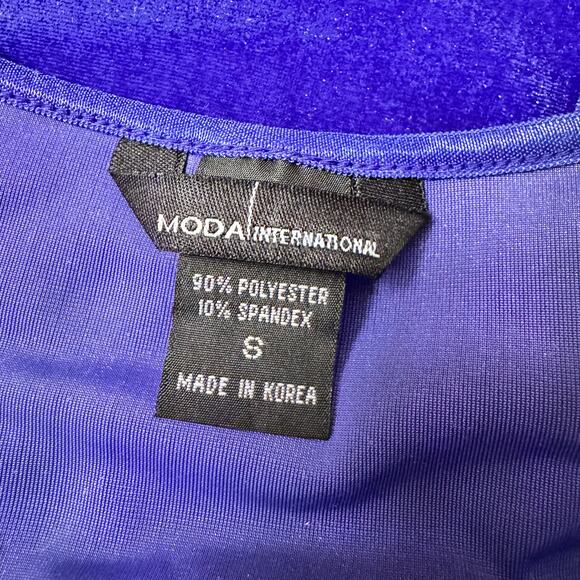 MODA INTERNATIONAL
90% POLYESTER
10% SPANDEX
S
MADE IN KOREA